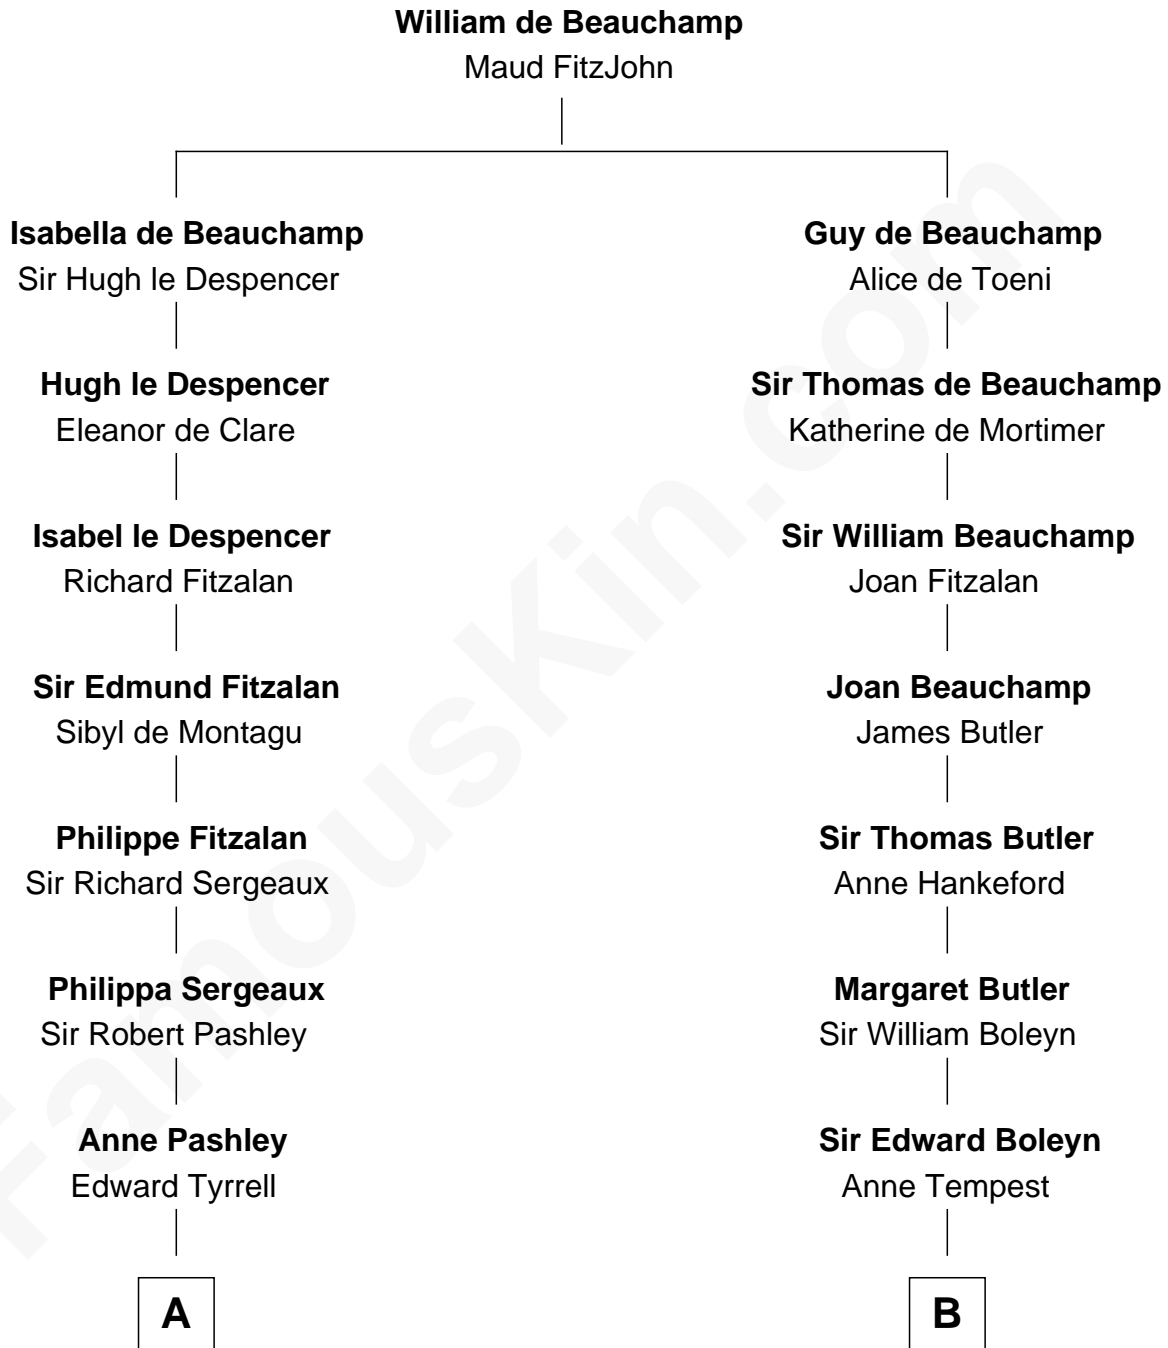 William de Beauchamp
Maud FitzJohn
Isabella de Beauchamp
Sir Hugh le Despencer
Guy de Beauchamp
Alice de Toeni
Hugh le Despencer
Eleanor de Clare
Sir Thomas de Beauchamp
Katherine de Mortimer
Isabel le Despencer
Richard Fitzalan
Sir William Beauchamp
Joan Fitzalan
Sir Edmund Fitzalan
Sibyl de Montagu
Joan Beauchamp
James Butler
Philippe Fitzalan
Sir Richard Sergeaux
Sir Thomas Butler
Anne Hankeford
Philippa Sergeaux
Sir Robert Pashley
Margaret Butler
Sir William Boleyn
Anne Pashley
Edward Tyrrell
Sir Edward Boleyn
Anne Tempest
A
B
FamousKin.com